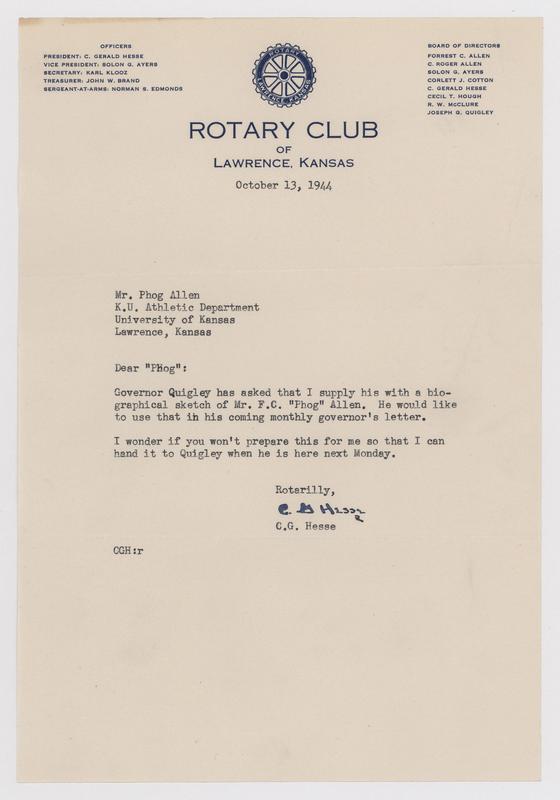 OFFICERS
PRESIDENT: C. GERALD HESSE
VICE PRESIDENT: SOLON G. AYERS
SECRETARY: KARL KLOOZ
TREASURER: JOHN W. BRAND
SERGEANT-AT-ARMS: NORMAN S. EDMONDS
ROTARY
LAWRENCE, KANSAS
BOARD OF DIRECTORS
FORREST C. ALLEN
C. ROGER ALLEN
SOLON G. AYERS
CORLETT J. COTTON
C. GERALD HESSE
CECIL T. HOUGH
R. W. McCLURE
JOSEPH G. QUIGLEY
ROTARY CLUB
OF
LAWRENCE, KANSAS
October 13, 1944
Mr. Phog Allen
K.U. Athletic Department
University of Kansas
Lawrence, Kansas
Dear "PHog":
Governor Quigley has asked that I supply his with a bio-
graphical sketch of Mr. F.C. "Phog" Allen. He would like
to use that in his coming monthly governor's letter.
I wonder if you won't prepare this for me so that I can
hand it to Quigley when he is here next Monday.
Rotarilly,
C. G Hesse
C.G. Hesse
CGH:r